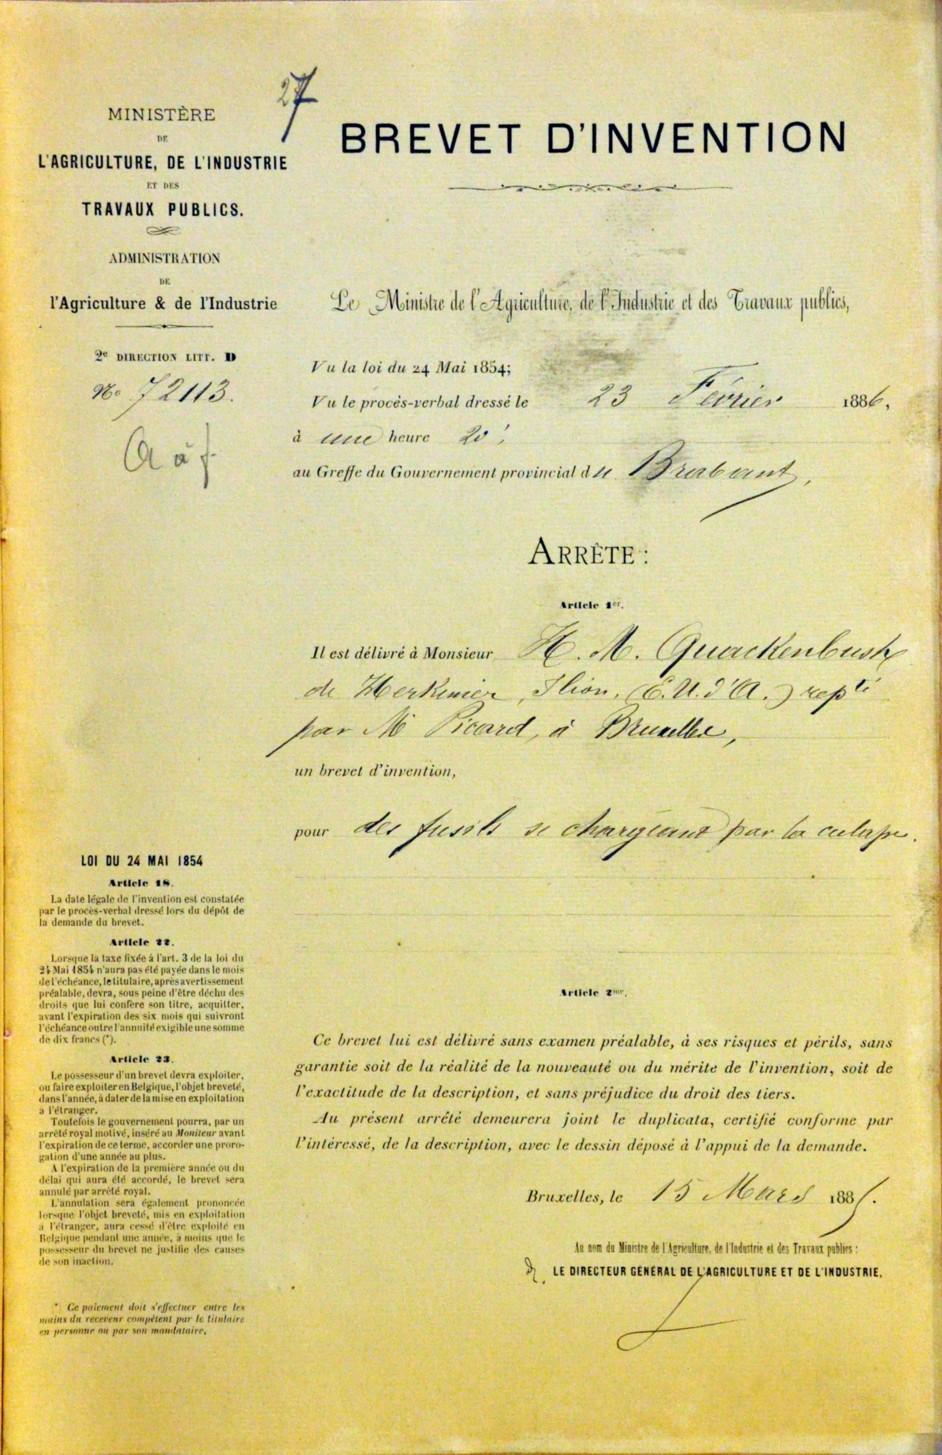 27
MINISTÈRE
DE
L'AGRICULTURE, DE L'INDUSTRIE
ET DES
TRAVAUX PUBLICS.
ADMINISTRATION
DE
l'Agriculture & de l'Industrie
2e DIRECTION LITT. D
No 72113.
BREVET D'INVENTION
Le Ministre de l'Agriculture, de l'Industrie et des Travaux publics,
Vu la loi du 24 Mai 1854;
Vu le procès-verbal dressé le 23 Février 1886,
à une heure 20'
au Greffe du Gouvernement provincial de Brabant,
ARRÊTE :
Article 1er.
Il est délivré à Monsieur H. M. Quackenbush
de Herkimer, Ilion, (E. U. d'A.) repté
par Mr Picard, à Bruxelles,
un brevet d'invention,
pour des fusils se chargeant par la culasse.
Article 2me.
Ce brevet lui est délivré sans examen préalable, à ses risques et périls, sans
garantie soit de la réalité de la nouveauté ou du mérite de l'invention, soit de
l'exactitude de la description, et sans préjudice du droit des tiers.
Au présent arrêté demeurera joint le duplicata, certifié conforme par
l'intéressé, de la description, avec le dessin déposé à l'appui de la demande.
Bruxelles, le 15 Mars 188
Au nom du Ministre de l'Agriculture, de l'Industrie et des Travaux publics :
LE DIRECTEUR GÉNÉRAL DE L'AGRICULTURE ET DE L'INDUSTRIE,
LOI DU 24 MAI 1854
Article 18.
La date légale de l'invention est constatée
par le procès-verbal dressé lors du dépôt de
la demande du brevet.
Article 22.
Lorsque la taxe fixée à l'art. 3 de la loi du
24 Mai 1854 n'aura pas été payée dans le mois
de l'échéance, le titulaire, après avertissement
préalable, devra, sous peine d'être déchu des
droits que lui confère son titre, acquitter,
avant l'expiration des six mois qui suivront
l'échéance outre l'annuité exigible une somme
de dix francs (*).
Article 23.
Le possesseur d'un brevet devra exploiter,
ou faire exploiter en Belgique, l'objet breveté,
dans l'année, à dater de la mise en exploitation
à l'étranger.
Toutefois le gouvernement pourra, par un
arrêté royal motivé, inséré au Moniteur avant
l'expiration de ce terme, accorder une proro-
gation d'une année au plus.
A l'expiration de la première année ou du
délai qui aura été accordé, le brevet sera
annulé par arrêté royal.
L'annulation sera également prononcée
lorsque l'objet breveté, mis en exploitation
à l'étranger, aura cessé d'être exploité en
Belgique pendant une année, à moins que le
possesseur du brevet ne justifie des causes
de son inaction.
* Ce paiement doit s'effectuer entre les
mains du receveur compétent par le titulaire
en personne ou par son mandataire.